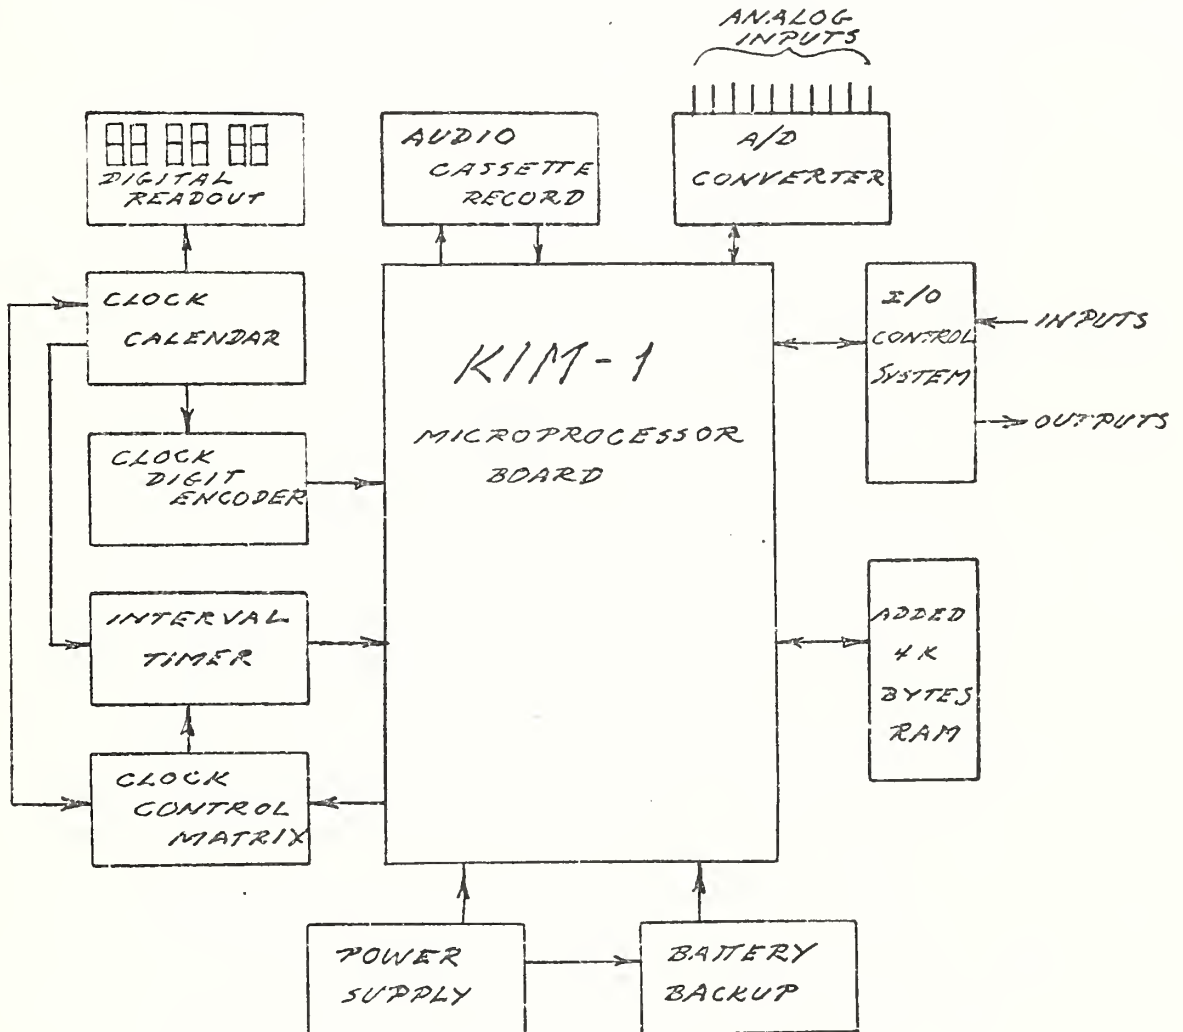 ANALOG
INPUTS
DIGITAL
READOUT
AUDIO
CASSETTE
RECORD
A/D
CONVERTER
CLOCK
CALENDAR
KIM-1
MICROPROCESSOR
BOARD
I/O
CONTROL
SYSTEM
INPUTS
OUTPUTS
CLOCK
DIGIT
ENCODER
INTERVAL
TIMER
ADDED
4K
BYTES
RAM
CLOCK
CONTROL
MATRIX
POWER
SUPPLY
BATTERY
BACKUP